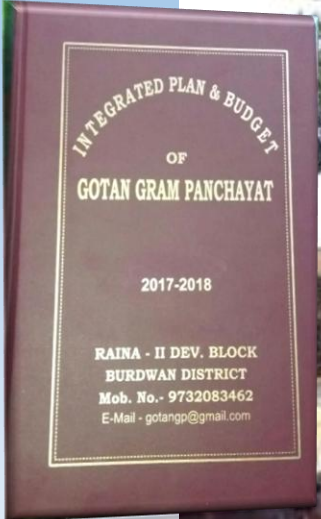 INTEGRATED PLAN & BUDGET
OF
GOTAN GRAM PANCHAYAT
2017-2018
RAINA - II DEV. BLOCK
BURDWAN DISTRICT
Mob. No.- 9732083462
E-Mail - gotangp@gmail.com